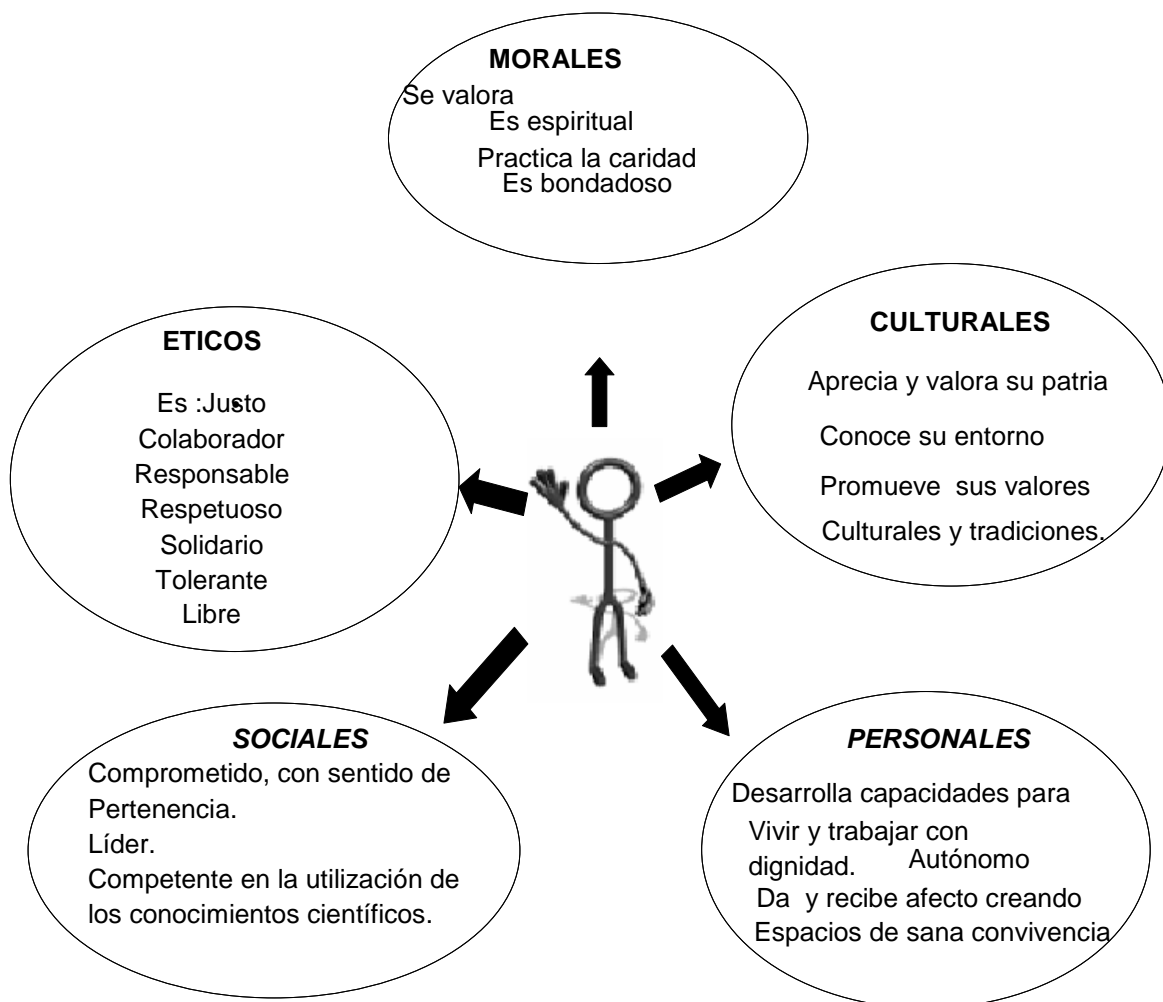 MORALES
Se valora
Es espiritual
Practica la caridad
Es bondadoso
ETICOS
Es :Justo
Colaborador
Responsable
Respetuoso
Solidario
Tolerante
Libre
CULTURALES
Aprecia y valora su patria
Conoce su entorno
Promueve  sus valores
Culturales y tradiciones.
SOCIALES
Comprometido, con sentido de
Pertenencia.
Líder.
Competente en la utilización de
los conocimientos científicos.
PERSONALES
Desarrolla capacidades para
Vivir y trabajar con
dignidad. Autónomo
Da  y recibe afecto creando
Espacios de sana convivencia